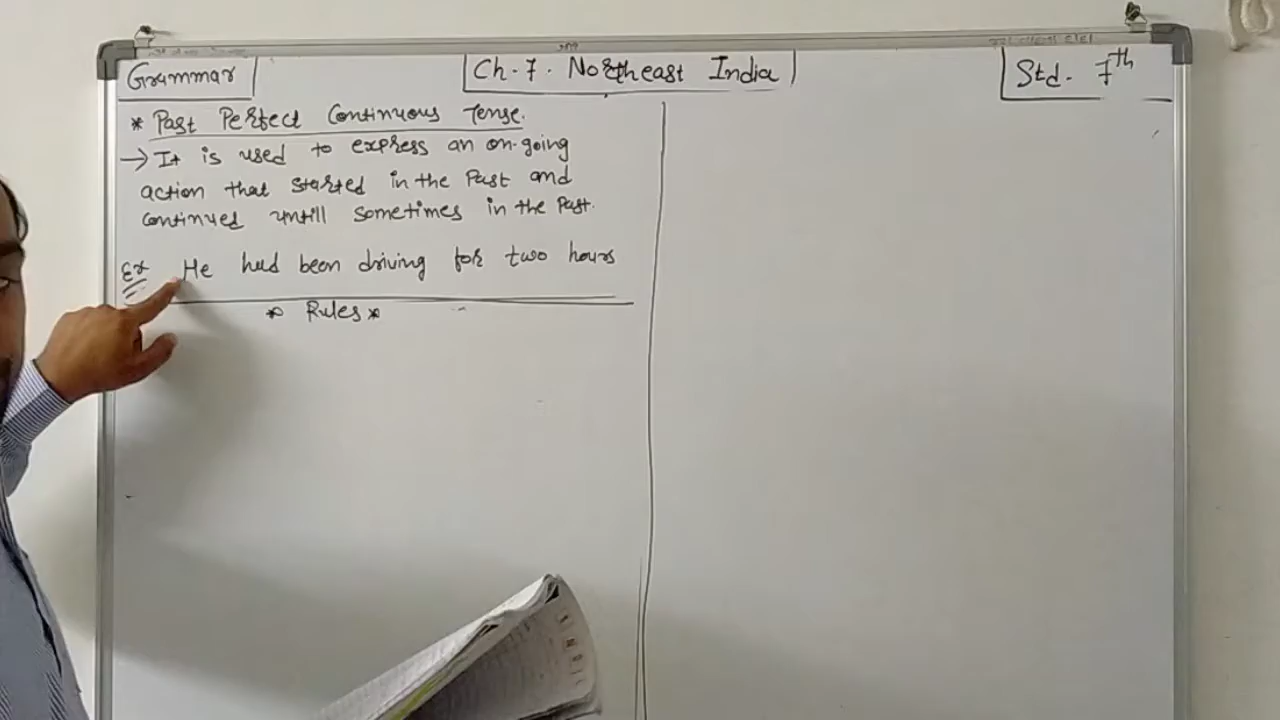 Grammar
Ch. 7. Northeast India
Std. 7th
* Past Perfect Continuous Tense.
→ It is used to express an on-going
action that started in the Past and
continued untill sometimes in the Past.
Ex He had been driving for two hours
* Rules *